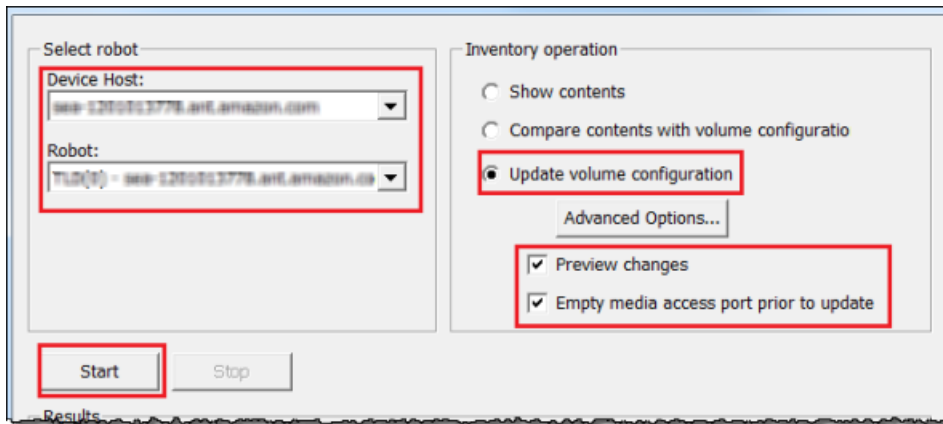 Select robot
Device Host:
Robot:
Inventory operation
Show contents
Compare contents with volume configuratio
Update volume configuration
Advanced Options...
Preview changes
Empty media access port prior to update
Start
Stop
Results